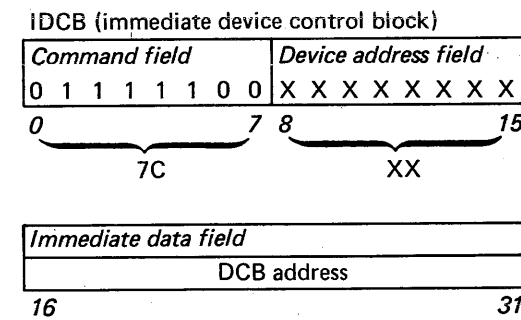 IDCB (immediate device control block)
Command field Device address field
0 1 1 1 1 1 0 0 X X X X X X X X
0 7 8 15
7C XX
Immediate data field
DCB address
16 31